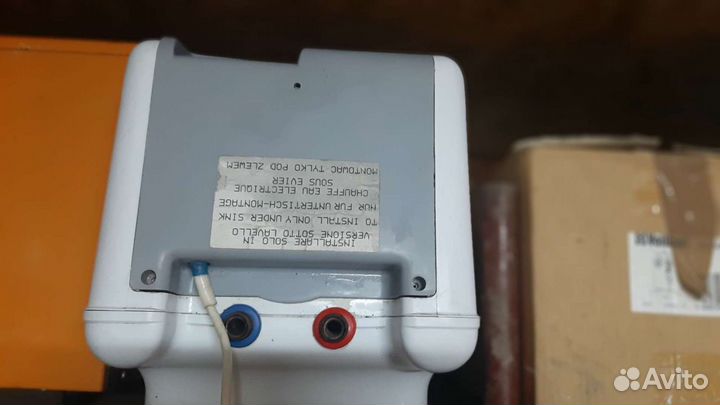 INSTALLARE SOLO IN
VERSIONE SOTTO LAVELLO
TO INSTALL ONLY UNDER SINK
NUR FUR UNTERTISCH-MONTAGE
CHAUFFE EAU ELECTRIQUE
SOUS EVIER
MONTOWAC TYLKO POD ZLEWEM
Avito